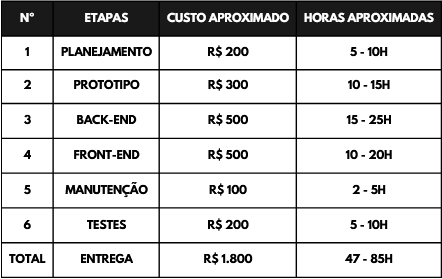 Nº ETAPAS CUSTO APROXIMADO HORAS APROXIMADAS
1 PLANEJAMENTO R$ 200 5 - 10H
2 PROTOTIPO R$ 300 10 - 15H
3 BACK-END R$ 500 15 - 25H
4 FRONT-END R$ 500 10 - 20H
5 MANUTENÇÃO R$ 100 2 - 5H
6 TESTES R$ 200 5 - 10H
TOTAL ENTREGA R$ 1.800 47 - 85H